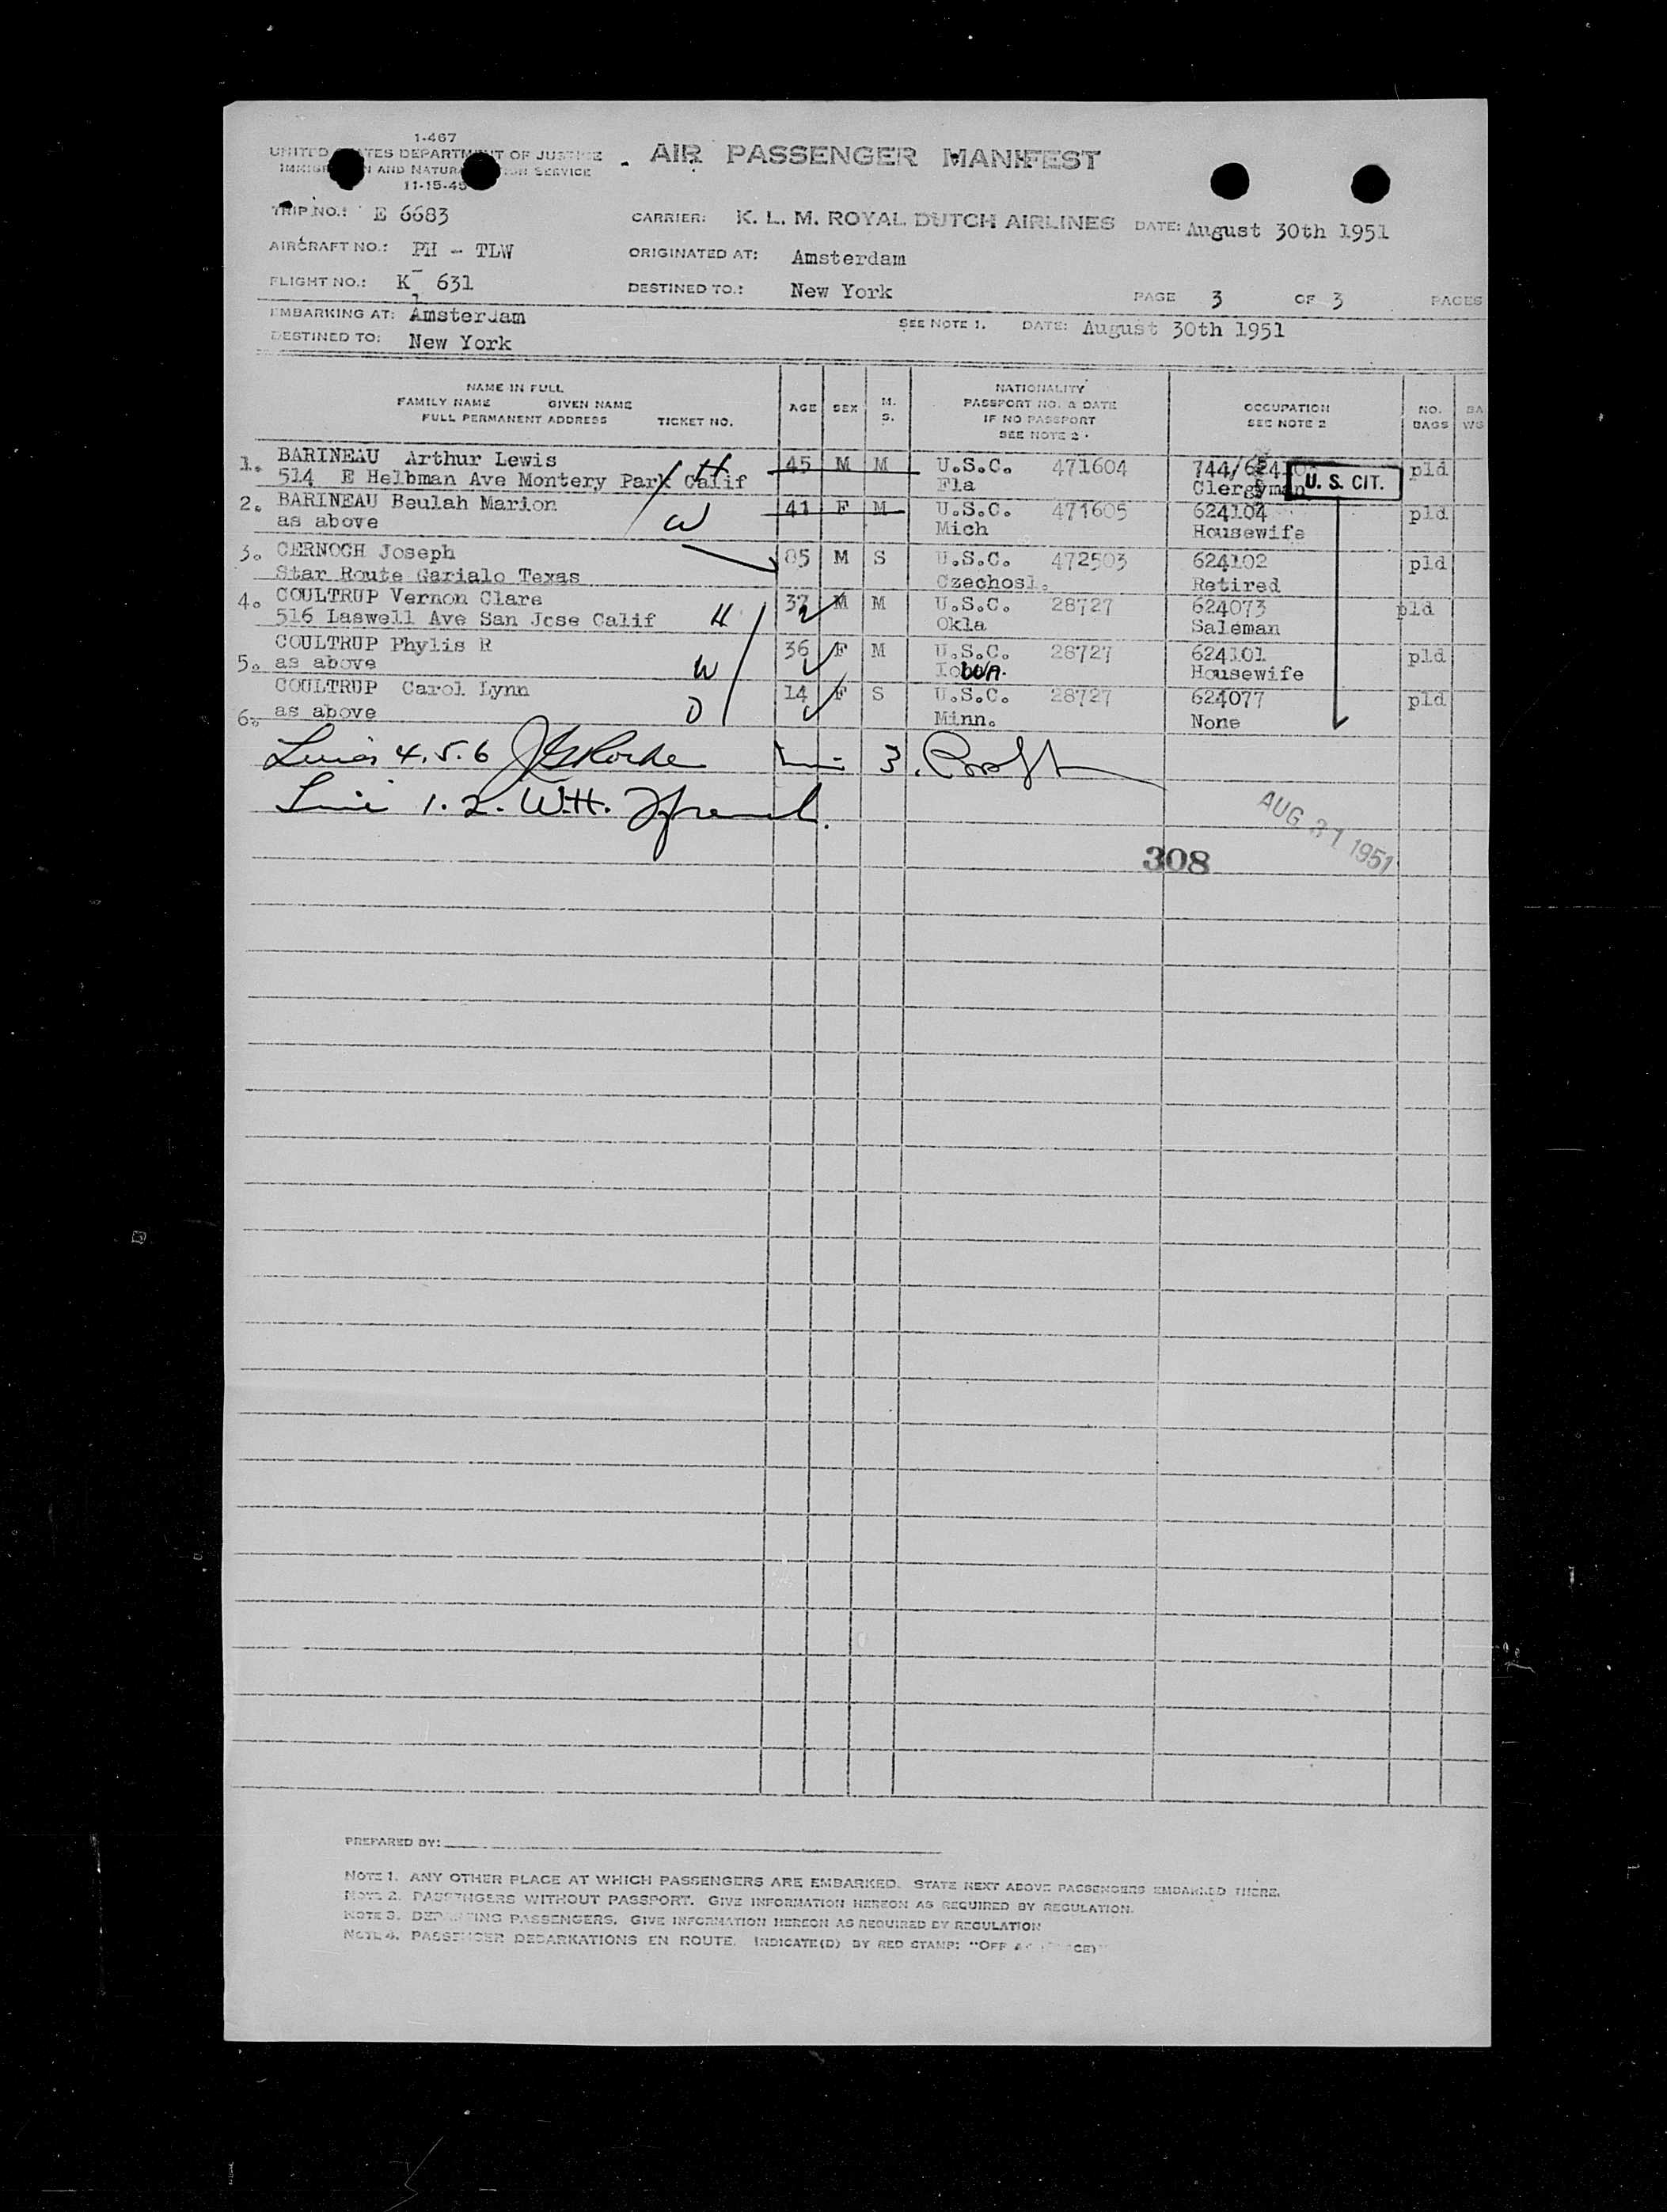 1-467
UNITED STATES DEPARTMENT OF JUSTICE
IMMIGRATION AND NATURALIZATION SERVICE
11-15-45
AIR PASSENGER MANIFEST
TRIP NO.: E 6683
CARRIER: K. L. M. ROYAL DUTCH AIRLINES DATE: August 30th 1951
AIRCRAFT NO.: PH - TLW
ORIGINATED AT: Amsterdam
FLIGHT NO.: K 631
DESTINED TO.: New York
PAGE 3 OF 3 PAGES
EMBARKING AT: Amsterdam
SEE NOTE 1. DATE: August 30th 1951
DESTINED TO: New York
NAME IN FULL
FAMILY NAME GIVEN NAME
FULL PERMANENT ADDRESS TICKET NO.
AGE SEX M. S.
NATIONALITY
PASSPORT NO. & DATE
IF NO PASSPORT
SEE NOTE 2
OCCUPATION
SEE NOTE 2
NO. BAGS
BA WG
1. BARINEAU Arthur Lewis 45 M M U.S.C. 471604 pld
514 E Helbman Ave Montery Park Calif H Fla Clergyman
U. S. CIT.
2. BARINEAU Beulah Marion 41 F M U.S.C. 471605 624104 pld
as above W Mich Housewife
3. CERNOCH Joseph 85 M S U.S.C. 472503 624102 pld
Star Route Garialo Texas Czechosl. Retired
4. COULTRUP Vernon Clare 37 M M U.S.C. 28727 624073 pld
516 Laswell Ave San Jose Calif H Okla Saleman
COULTRUP Phylis R 36 F M U.S.C. 28727 624101 pld
5. as above W Iowa. Housewife
COULTRUP Carol Lynn 14 F S U.S.C. 28727 624077 pld
6. as above D Minn. None
Lines 4.5.6 3.
Line 1.2. W.H.
AUG 31 1951
308
PREPARED BY:
NOTE 1. ANY OTHER PLACE AT WHICH PASSENGERS ARE EMBARKED. STATE NEXT ABOVE PASSENGERS EMBARKED THERE.
NOTE 2. PASSENGERS WITHOUT PASSPORT. GIVE INFORMATION HEREON AS REQUIRED BY REGULATION.
NOTE 3. DEPARTING PASSENGERS. GIVE INFORMATION HEREON AS REQUIRED BY REGULATION
NOTE 4. PASSENGER DEBARKATIONS EN ROUTE. INDICATE(D) BY RED STAMP: "OFF